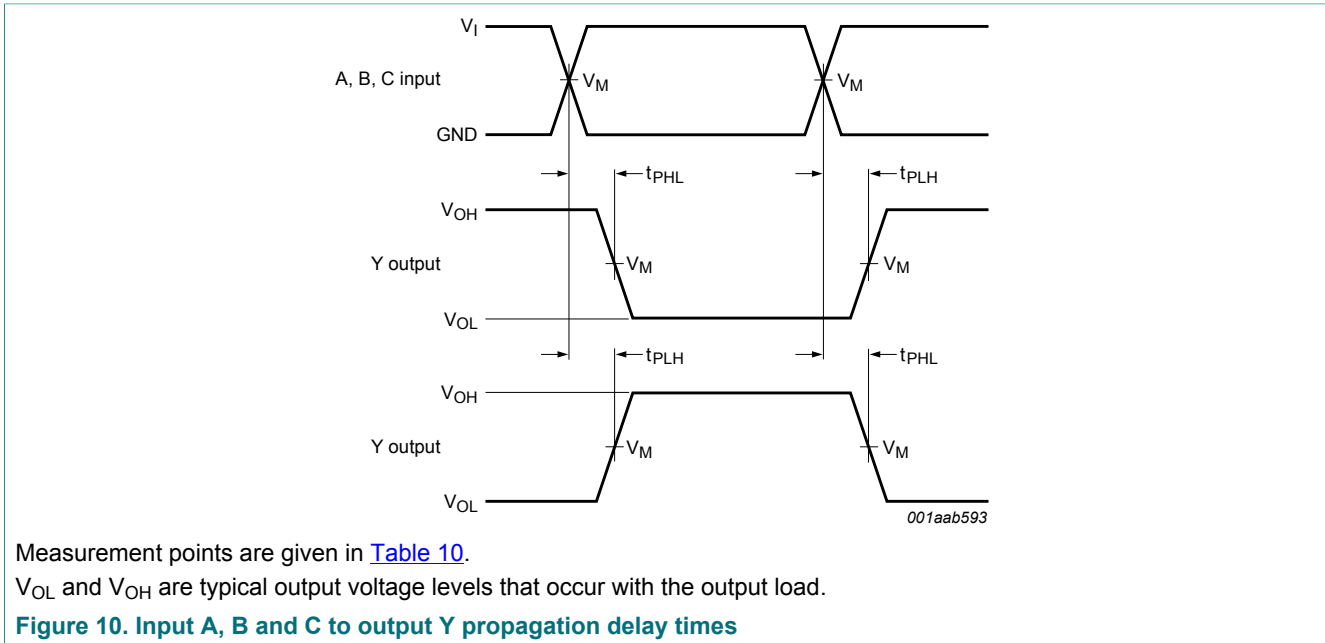 V_I
A, B, C input
V_M
V_M
GND
t_PHL
t_PLH
V_OH
Y output
V_M
V_M
V_OL
t_PLH
t_PHL
V_OH
Y output
V_M
V_M
V_OL
001aab593
Measurement points are given in Table 10.
V_OL and V_OH are typical output voltage levels that occur with the output load.
Figure 10. Input A, B and C to output Y propagation delay times